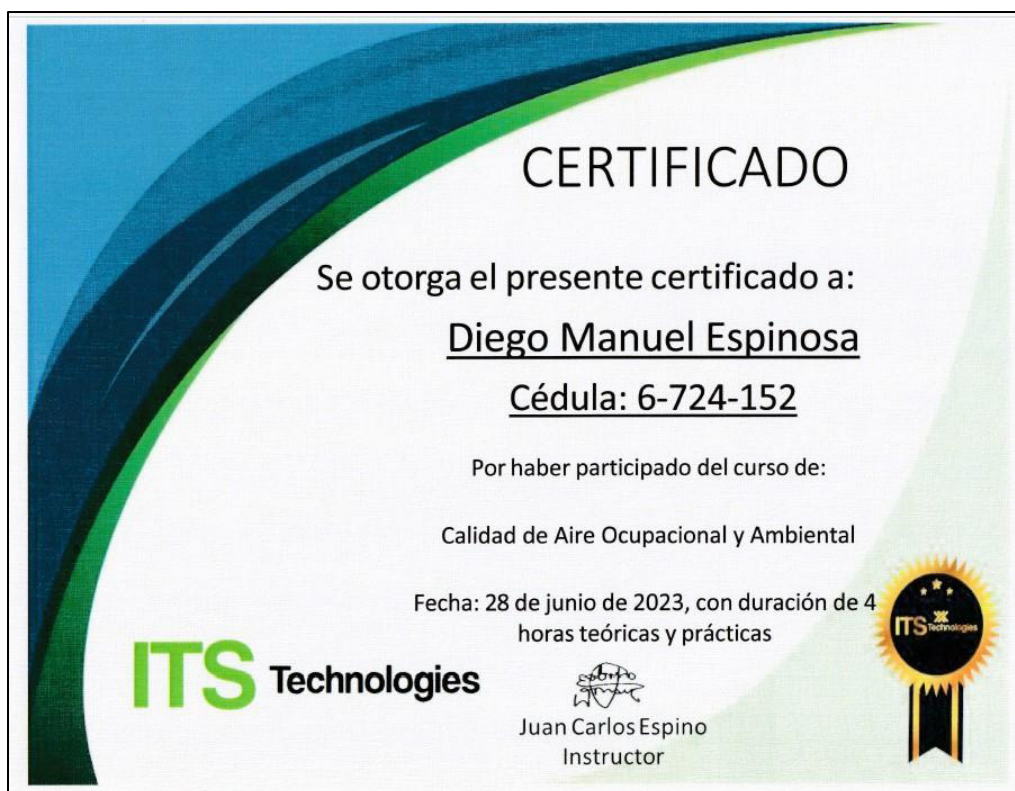 CERTIFICADO
Se otorga el presente certificado a:
Diego Manuel Espinosa
Cédula: 6-724-152
Por haber participado del curso de:
Calidad de Aire Ocupacional y Ambiental
Fecha: 28 de junio de 2023, con duración de 4
horas teóricas y prácticas
ITS Technologies
Juan Carlos Espino
Instructor
ITS Technologies